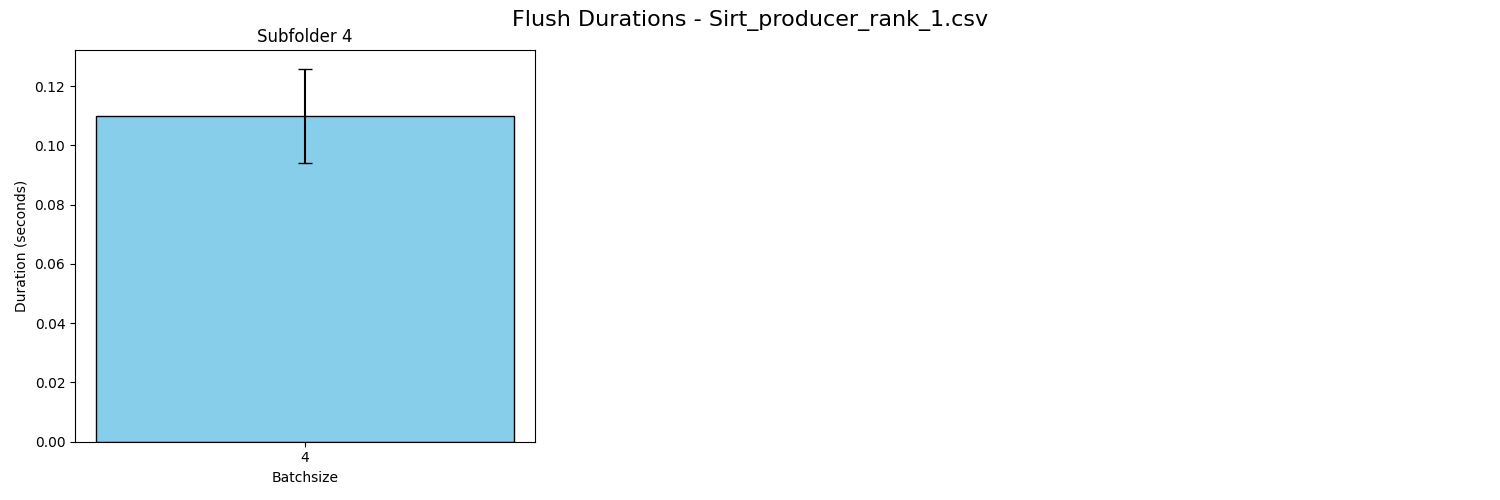 Flush Durations - Sirt_producer_rank_1.csv
Subfolder 4
Duration (seconds)
0.12
0.10
0.08
0.06
0.04
0.02
0.00
4
Batchsize